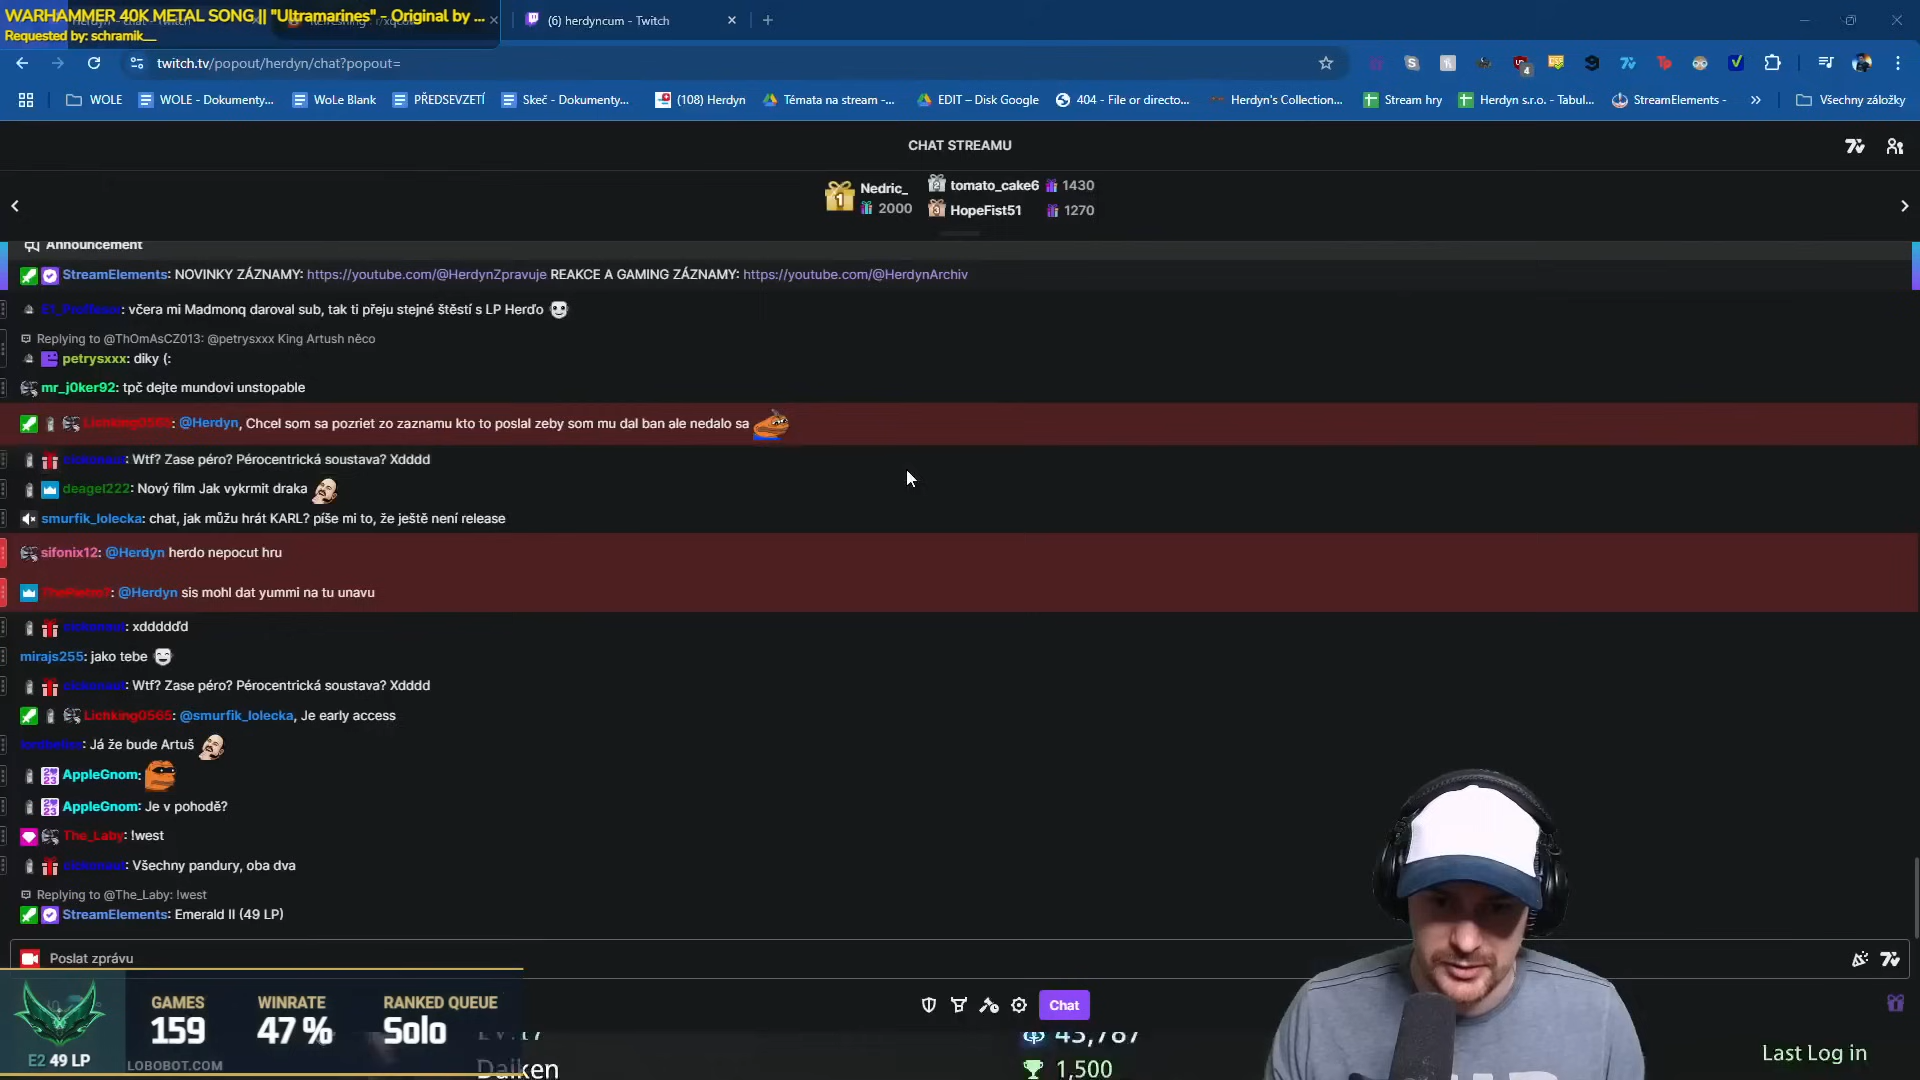 WARHAMMER 40K METAL SONG || "Ultramarines" - Original by ...
Requested by: schramik__
(6) herdyncum - Twitch
twitch.tv/popout/herdyn/chat?popout=
WOLE
WOLE - Dokumenty...
WoLe Blank
PŘEDSEVZETÍ
Skeč - Dokumenty...
(108) Herdyn
Témata na stream -...
EDIT – Disk Google
404 - File or directo...
Herdyn's Collection...
Stream hry
Herdyn s.r.o. - Tabul...
StreamElements -
Všechny záložky
CHAT STREAMU
Nedric_
2000
tomato_cake6 1430
HopeFist51 1270
Announcement
StreamElements: NOVINKY ZÁZNAMY: https://youtube.com/@HerdynZpravuje REAKCE A GAMING ZÁZNAMY: https://youtube.com/@HerdynArchiv
: včera mi Madmonq daroval sub, tak ti přeju stejné štěstí s LP Herďo
Replying to @ThOmAsCZ013: @petrysxxx King Artush něco
petrysxxx: diky (:
mr_j0ker92: tpč dejte mundovi unstopable
Lichking0565: @Herdyn, Chcel som sa pozriet zo zaznamu kto to poslal zeby som mu dal ban ale nedalo sa
: Wtf? Zase péro? Pérocentrická soustava? Xdddd
deagel222: Nový film Jak vykrmit draka
smurfik_lolecka: chat, jak můžu hrát KARL? píše mi to, že ještě není release
sifonix12: @Herdyn herdo nepocut hru
: @Herdyn sis mohl dat yummi na tu unavu
: xdddddďd
mirajs255: jako tebe
: Wtf? Zase péro? Pérocentrická soustava? Xdddd
Lichking0565: @smurfik_lolecka, Je early access
: Já že bude Artuš
AppleGnom:
AppleGnom: Je v pohodě?
The_Laby: !west
: Všechny pandury, oba dva
Replying to @The_Laby: !west
StreamElements: Emerald II (49 LP)
Poslat zprávu
Chat
GAMES
159
WINRATE
47 %
RANKED QUEUE
Solo
E2 49 LP
LOBOBOT.COM
LV.17
Daiken
43,787
1,500
Last Log in